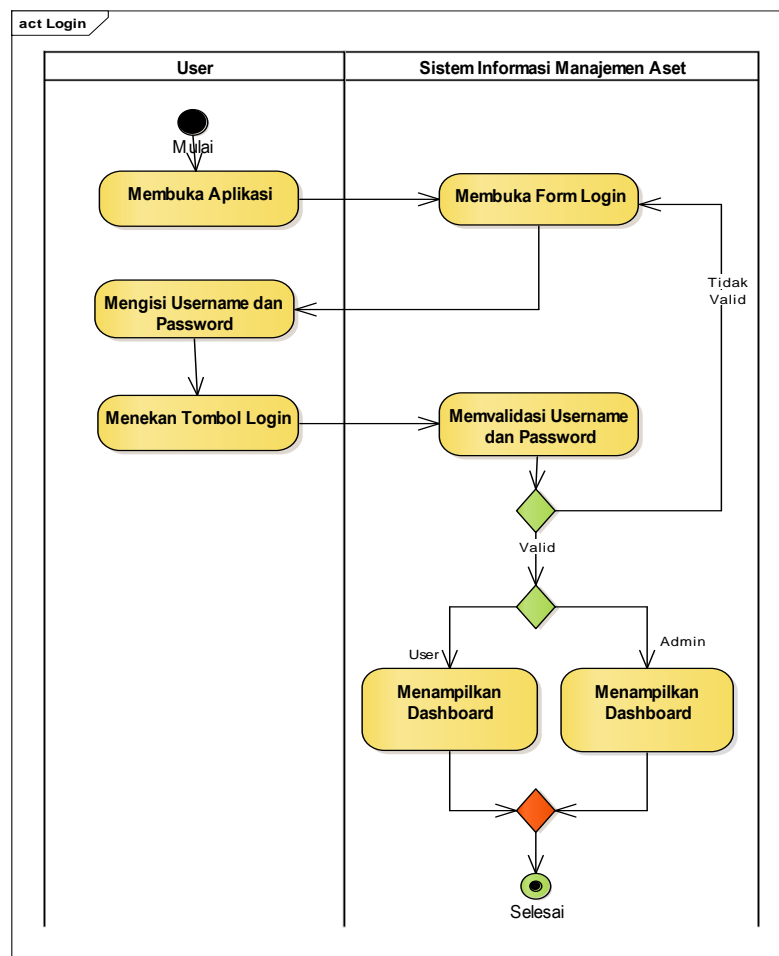 act Login
User
Sistem Informasi Manajemen Aset
Mulai
Membuka Aplikasi
Membuka Form Login
Tidak
Valid
Mengisi Username dan
Password
Menekan Tombol Login
Memvalidasi Username
dan Password
Valid
User
Admin
Menampilkan
Dashboard
Menampilkan
Dashboard
Selesai